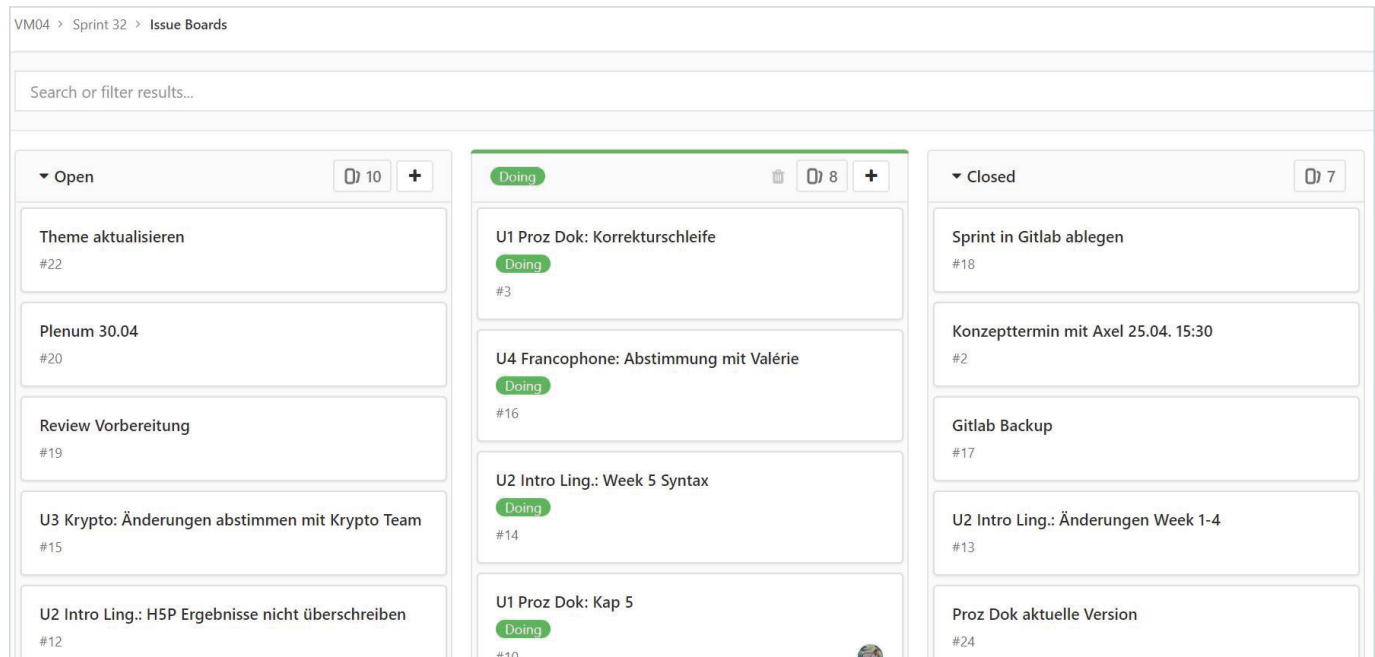 VM04 > Sprint 32 > Issue Boards
Search or filter results...
Open 10 +
Theme aktualisieren
#22
Plenum 30.04
#20
Review Vorbereitung
#19
U3 Krypto: Änderungen abstimmen mit Krypto Team
#15
U2 Intro Ling.: H5P Ergebnisse nicht überschreiben
#12
Doing 8 +
U1 Proz Dok: Korrekturschleife
Doing
#3
U4 Francophone: Abstimmung mit Valérie
Doing
#16
U2 Intro Ling.: Week 5 Syntax
Doing
#14
U1 Proz Dok: Kap 5
Doing
#10
Closed 7
Sprint in Gitlab ablegen
#18
Konzepttermin mit Axel 25.04. 15:30
#2
Gitlab Backup
#17
U2 Intro Ling.: Änderungen Week 1-4
#13
Proz Dok aktuelle Version
#24